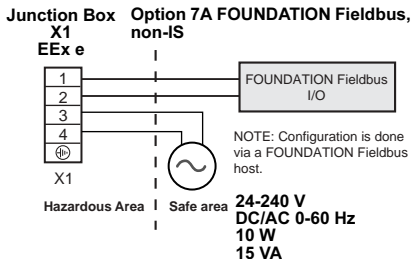 Junction Box
X1
EEx e
Option 7A FOUNDATION Fieldbus,
non-IS
1
2
3
4
X1
FOUNDATION Fieldbus
I/O
NOTE: Configuration is done
via a FOUNDATION Fieldbus
host.
Hazardous Area
Safe area
24-240 V
DC/AC 0-60 Hz
10 W
15 VA